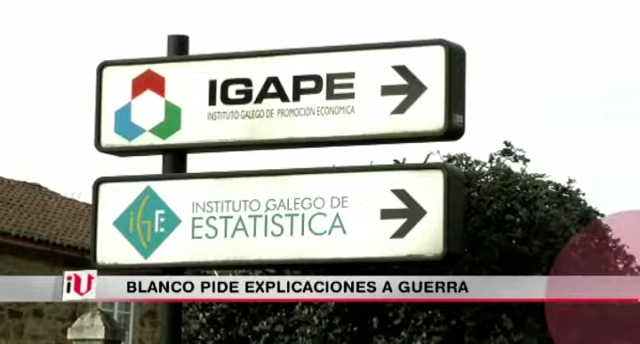 IGAPE
INSTITUTO GALEGO DE PROMOCIÓN ECONÓMICA
iGE
INSTITUTO GALEGO DE
ESTATÍSTICA
iU
BLANCO PIDE EXPLICACIONES A GUERRA